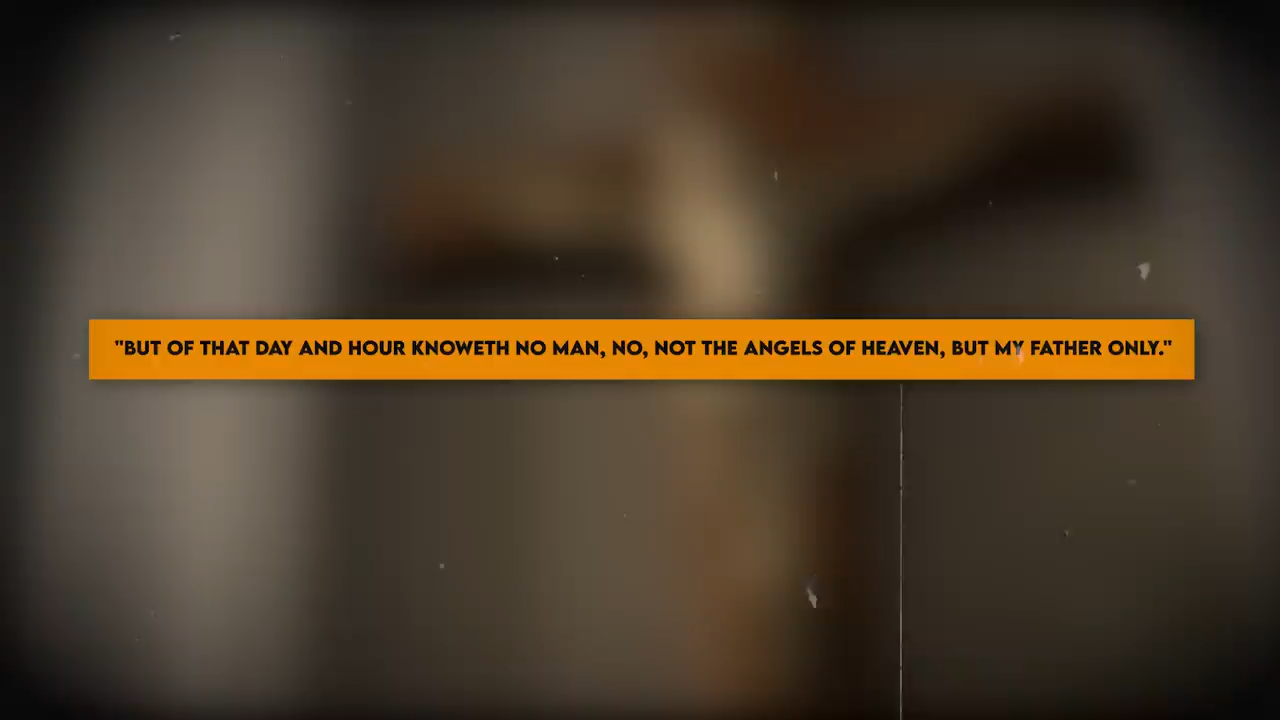 "BUT OF THAT DAY AND HOUR KNOWETH NO MAN, NO, NOT THE ANGELS OF HEAVEN, BUT MY FATHER ONLY."